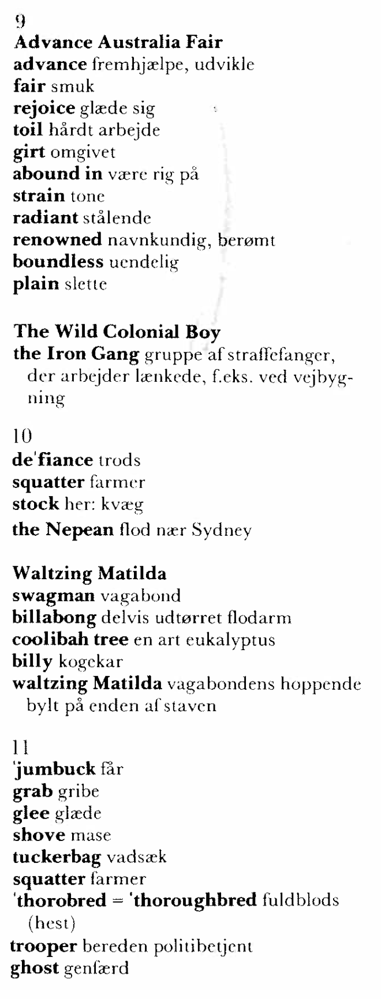 9
Advance Australia Fair
advance fremhjælpe, udvikle
fair smuk
rejoice glæde sig
toil hårdt arbejde
girt omgivet
abound in være rig på
strain tone
radiant stålende
renowned navnkundig, berømt
boundless uendelig
plain slette
The Wild Colonial Boy
the Iron Gang gruppe af straffefanger,
der arbejder lænkede, f.eks. ved vejbyg-
ning
10
de'fiance trods
squatter farmer
stock her: kvæg
the Nepean flod nær Sydney
Waltzing Matilda
swagman vagabond
billabong delvis udtørret flodarm
coolibah tree en art eukalyptus
billy kogekar
waltzing Matilda vagabondens hoppende
bylt på enden af staven
11
'jumbuck får
grab gribe
glee glæde
shove mase
tuckerbag vadsæk
squatter farmer
'thorobred = 'thoroughbred fuldblods
(hest)
trooper bereden politibetjent
ghost genfærd